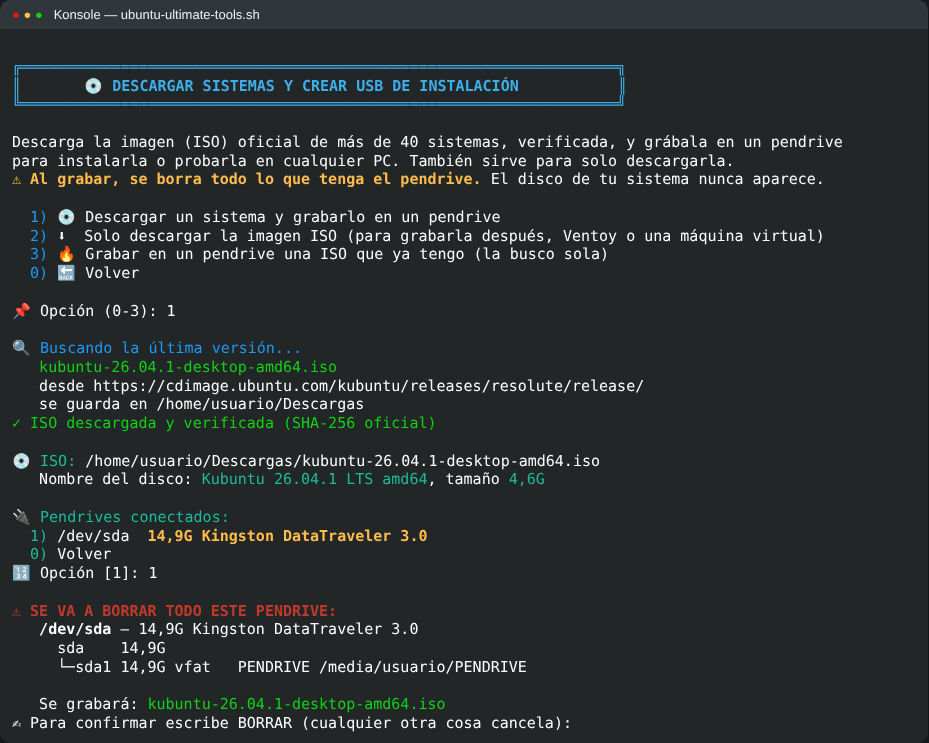 Konsole — ubuntu-ultimate-tools.sh
DESCARGAR SISTEMAS Y CREAR USB DE INSTALACIÓN
Descarga la imagen (ISO) oficial de más de 40 sistemas, verificada, y grábala en un pendrive
para instalarla o probarla en cualquier PC. También sirve para solo descargarla.
⚠ Al grabar, se borra todo lo que tenga el pendrive. El disco de tu sistema nunca aparece.
1) 💿 Descargar un sistema y grabarlo en un pendrive
2) ⬇ Solo descargar la imagen ISO (para grabarla después, Ventoy o una máquina virtual)
3) 🔥 Grabar en un pendrive una ISO que ya tengo (la busco sola)
0) 🔙 Volver
📌 Opción (0-3): 1
🔍 Buscando la última versión...
kubuntu-26.04.1-desktop-amd64.iso
desde https://cdimage.ubuntu.com/kubuntu/releases/resolute/release/
se guarda en /home/usuario/Descargas
✓ ISO descargada y verificada (SHA-256 oficial)
💿 ISO: /home/usuario/Descargas/kubuntu-26.04.1-desktop-amd64.iso
Nombre del disco: Kubuntu 26.04.1 LTS amd64, tamaño 4,6G
🔌 Pendrives conectados:
1) /dev/sda 14,9G Kingston DataTraveler 3.0
0) Volver
🔢 Opción [1]: 1
⚠ SE VA A BORRAR TODO ESTE PENDRIVE:
/dev/sda — 14,9G Kingston DataTraveler 3.0
sda 14,9G
└─sda1 14,9G vfat PENDRIVE /media/usuario/PENDRIVE
Se grabará: kubuntu-26.04.1-desktop-amd64.iso
✍ Para confirmar escribe BORRAR (cualquier otra cosa cancela):